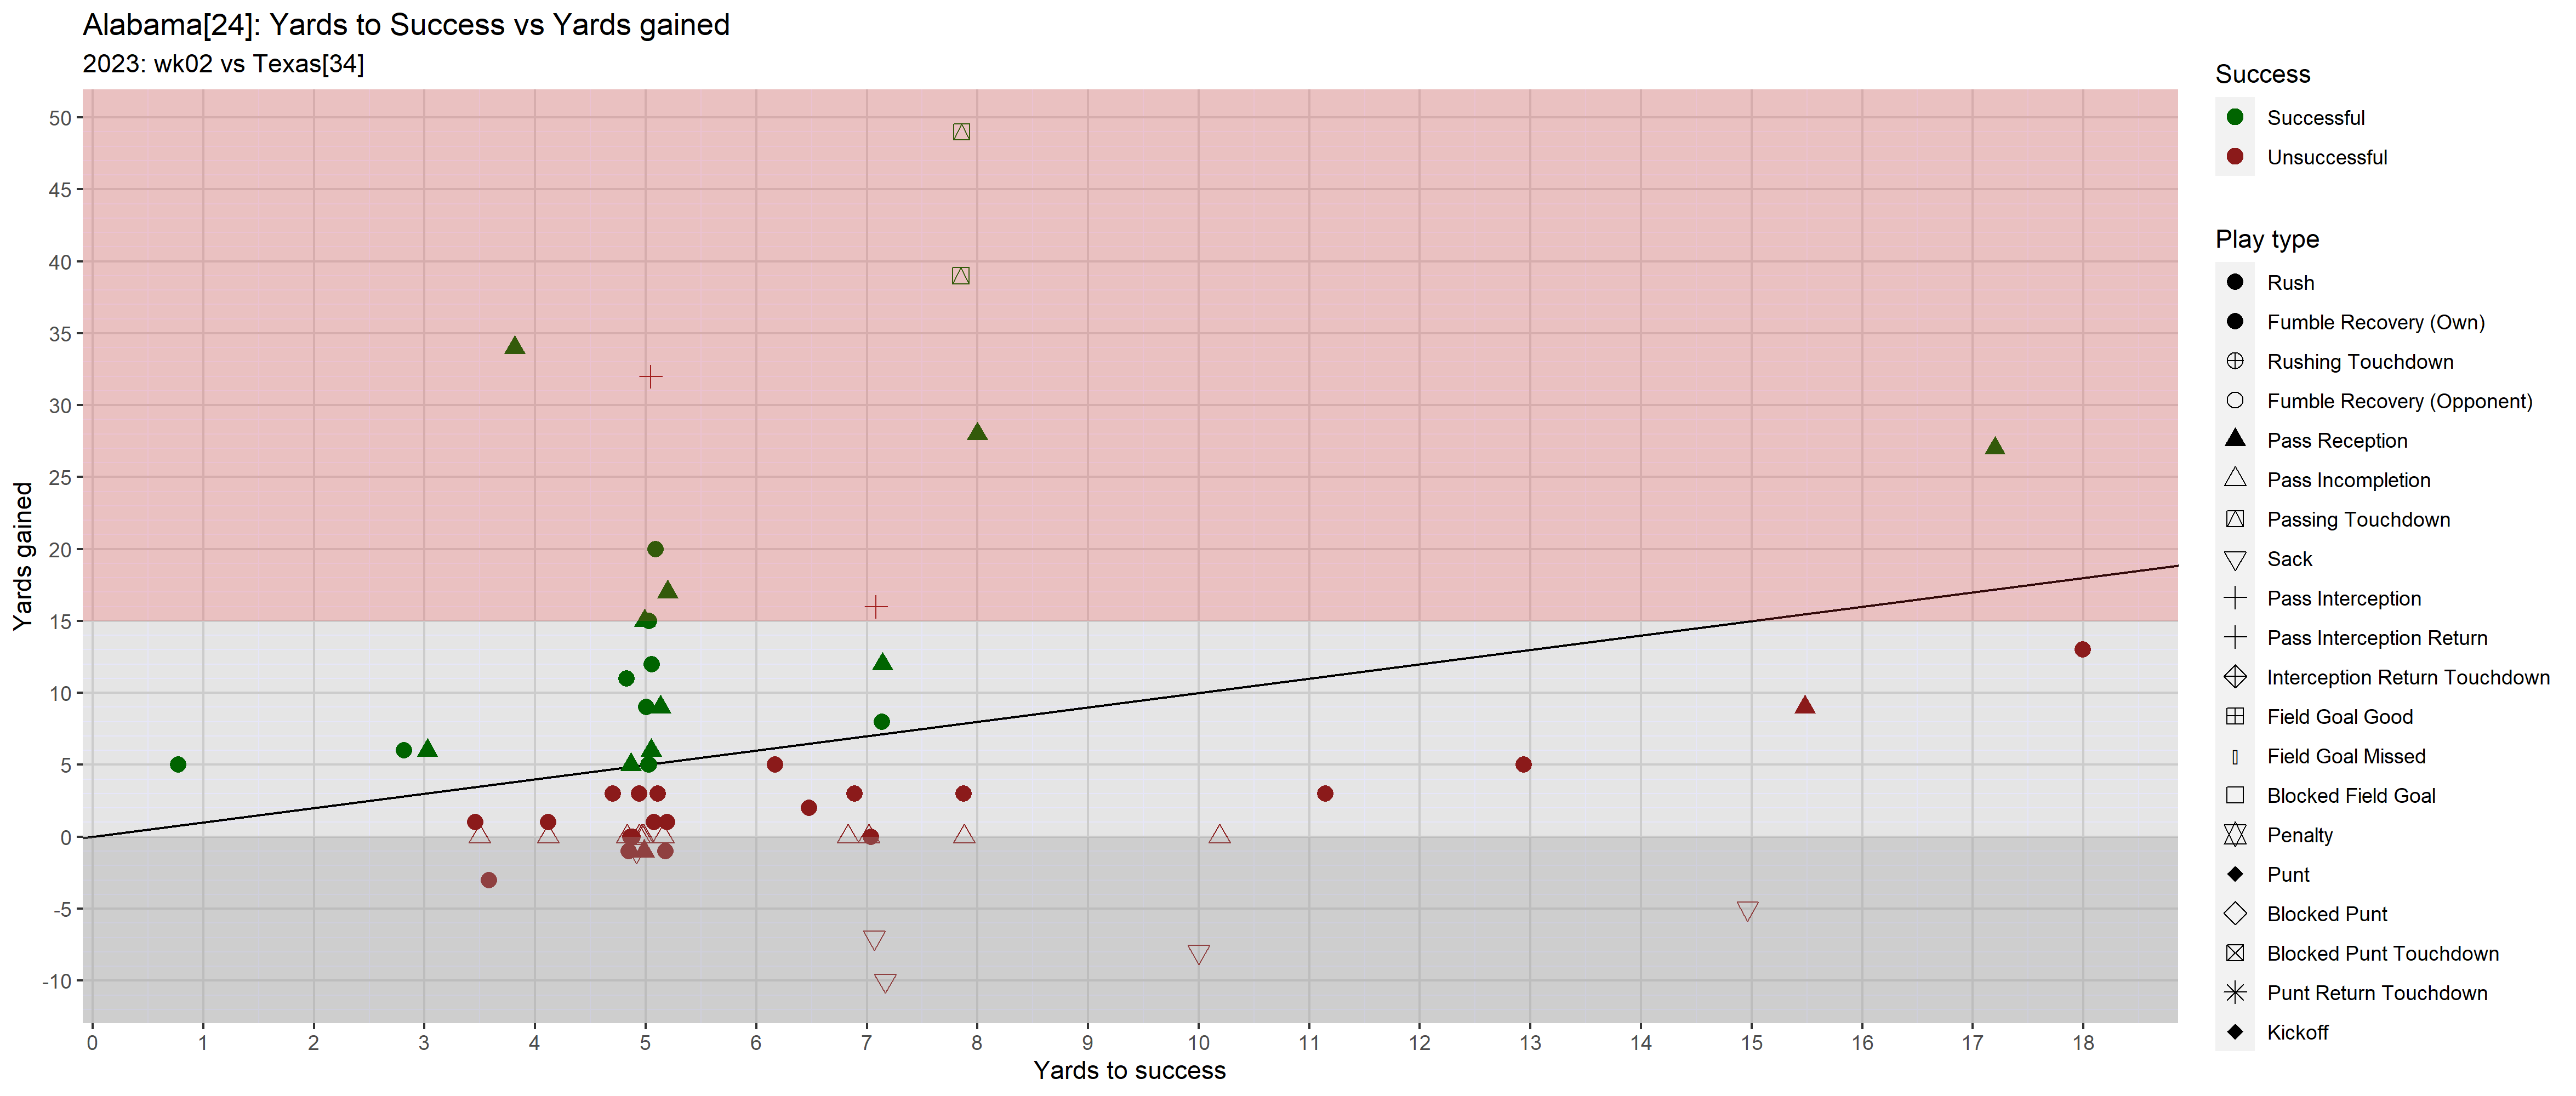 Alabama[24]: Yards to Success vs Yards gained
2023: wk02 vs Texas[34]
Yards gained
50
45
40
35
30
25
20
15
10
5
0
-5
-10
0 1 2 3 4 5 6 7 8 9 10 11 12 13 14 15 16 17 18
Yards to success
Success
Successful
Unsuccessful
Play type
Rush
Fumble Recovery (Own)
Rushing Touchdown
Fumble Recovery (Opponent)
Pass Reception
Pass Incompletion
Passing Touchdown
Sack
Pass Interception
Pass Interception Return
Interception Return Touchdown
Field Goal Good
Field Goal Missed
Blocked Field Goal
Penalty
Punt
Blocked Punt
Blocked Punt Touchdown
Punt Return Touchdown
Kickoff